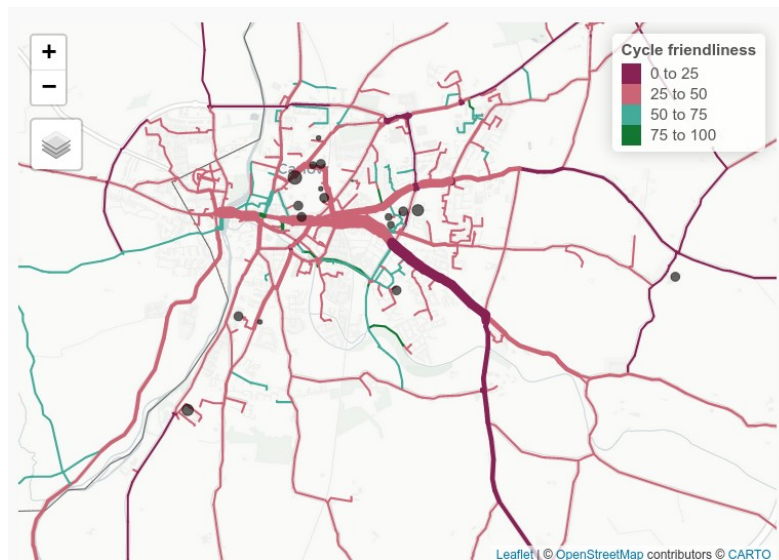 +
Cycle friendliness
−
0 to 25
25 to 50
50 to 75
75 to 100
Leaflet | © OpenStreetMap contributors © CARTO